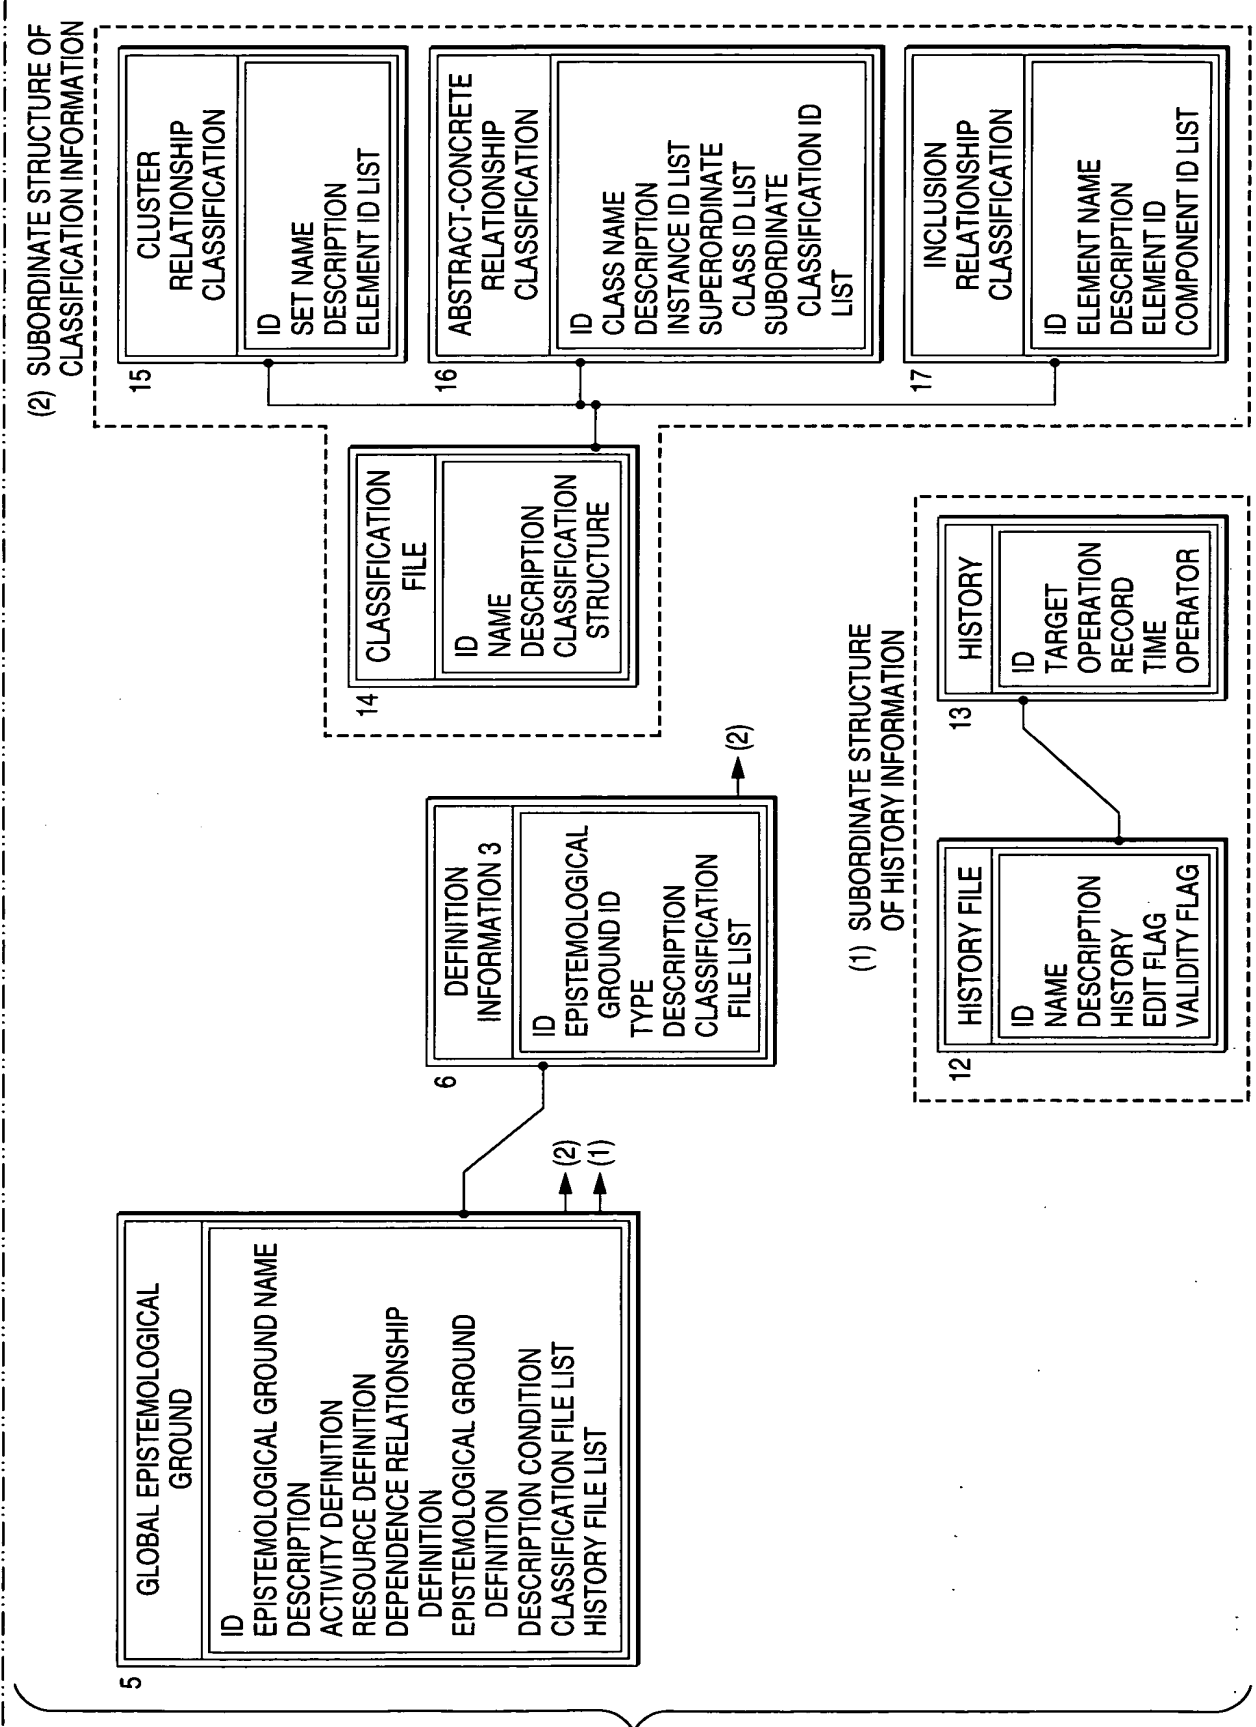 5
GLOBAL EPISTEMOLOGICAL
GROUND
ID
EPISTEMOLOGICAL GROUND NAME
DESCRIPTION
ACTIVITY DEFINITION
RESOURCE DEFINITION
DEPENDENCE RELATIONSHIP
DEFINITION
EPISTEMOLOGICAL GROUND
DEFINITION
DESCRIPTION CONDITION
CLASSIFICATION FILE LIST
HISTORY FILE LIST
(2)
(1)
6
DEFINITION
INFORMATION 3
ID
EPISTEMOLOGICAL
GROUND ID
TYPE
DESCRIPTION
CLASSIFICATION
FILE LIST
(2)
(1) SUBORDINATE STRUCTURE
OF HISTORY INFORMATION
12
HISTORY FILE
ID
NAME
DESCRIPTION
HISTORY
EDIT FLAG
VALIDITY FLAG
13
HISTORY
ID
TARGET
OPERATION
RECORD
TIME
OPERATOR
(2) SUBORDINATE STRUCTURE OF
CLASSIFICATION INFORMATION
14
CLASSIFICATION
FILE
ID
NAME
DESCRIPTION
CLASSIFICATION
STRUCTURE
15
CLUSTER
RELATIONSHIP
CLASSIFICATION
ID
SET NAME
DESCRIPTION
ELEMENT ID LIST
16
ABSTRACT-CONCRETE
RELATIONSHIP
CLASSIFICATION
ID
CLASS NAME
DESCRIPTION
INSTANCE ID LIST
SUPERORDINATE
CLASS ID LIST
SUBORDINATE
CLASSIFICATION ID
LIST
17
INCLUSION
RELATIONSHIP
CLASSIFICATION
ID
ELEMENT NAME
DESCRIPTION
ELEMENT ID
COMPONENT ID LIST